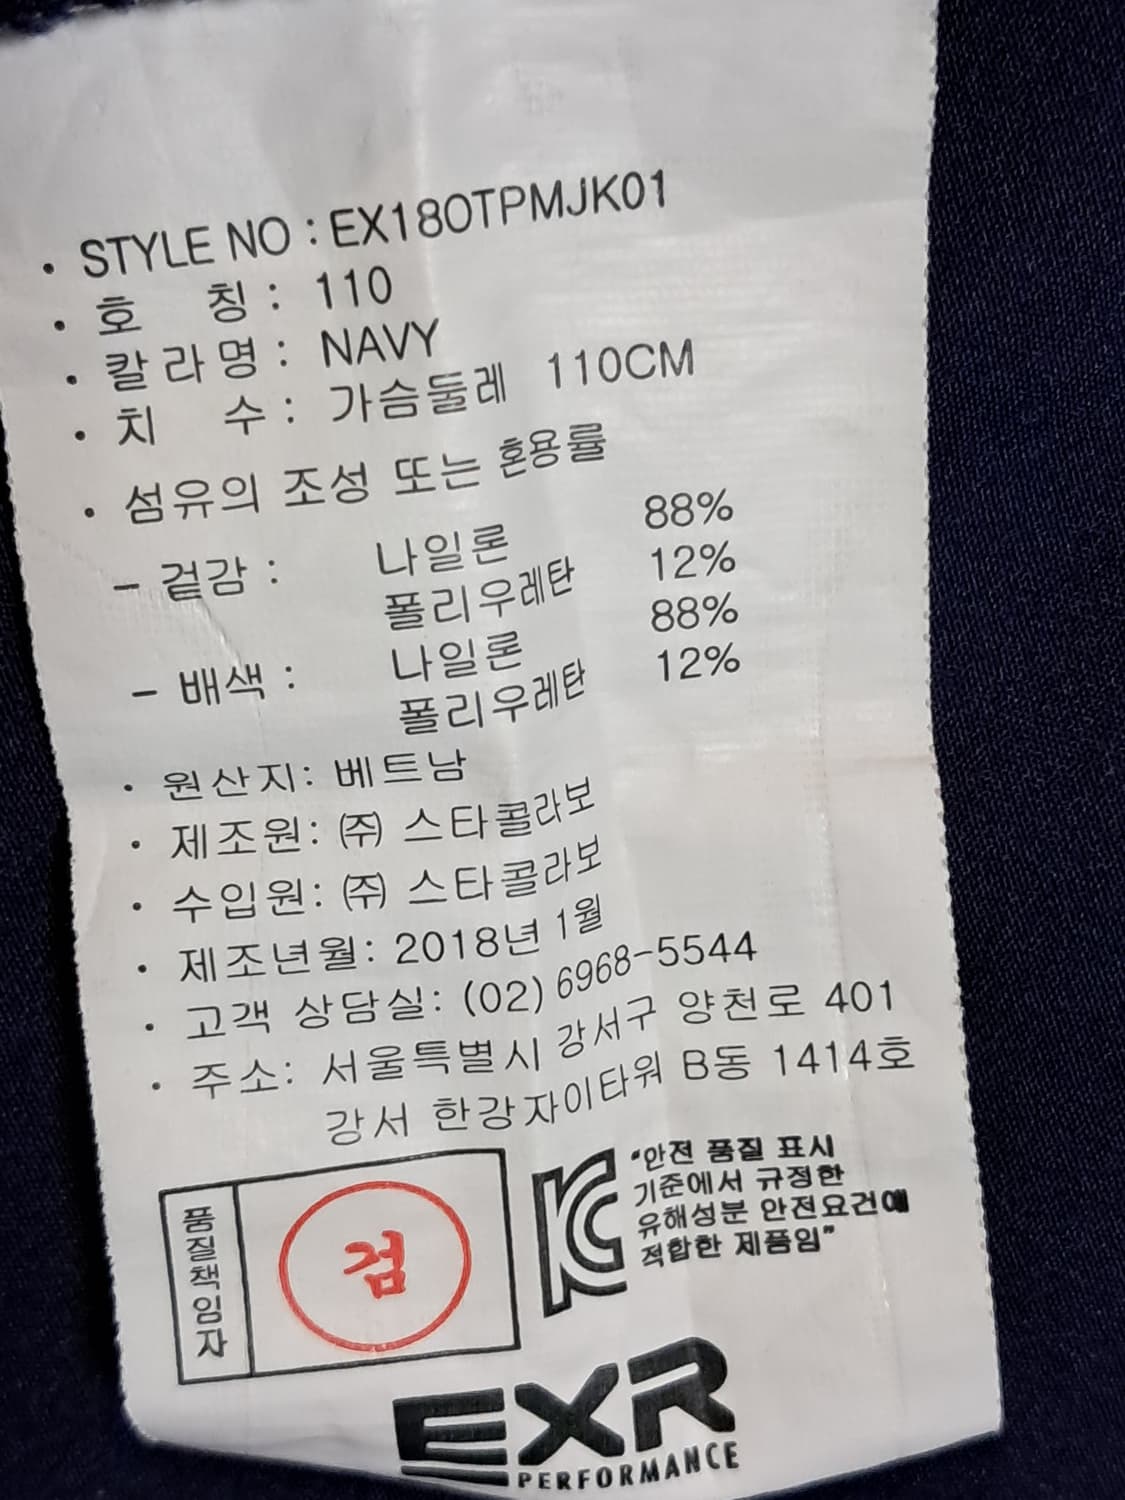 · STYLE NO : EX18OTPMJK01
· 호 칭 : 110
· 칼라명 : NAVY
· 치 수 : 가슴둘레 110CM
· 섬유의 조성 또는 혼용률
- 겉감 : 나일론 88%
폴리우레탄 12%
- 배색 : 나일론 88%
폴리우레탄 12%
· 원산지: 베트남
· 제조원: ㈜ 스타콜라보
· 수입원: ㈜ 스타콜라보
· 제조년월: 2018년 1월
· 고객 상담실: (02) 6968-5544
· 주소: 서울특별시 강서구 양천로 401
강서 한강자이타워 B동 1414호
품질책임자
검
KC
"안전 품질 표시
기준에서 규정한
유해성분 안전요건에
적합한 제품임"
EXR
PERFORMANCE